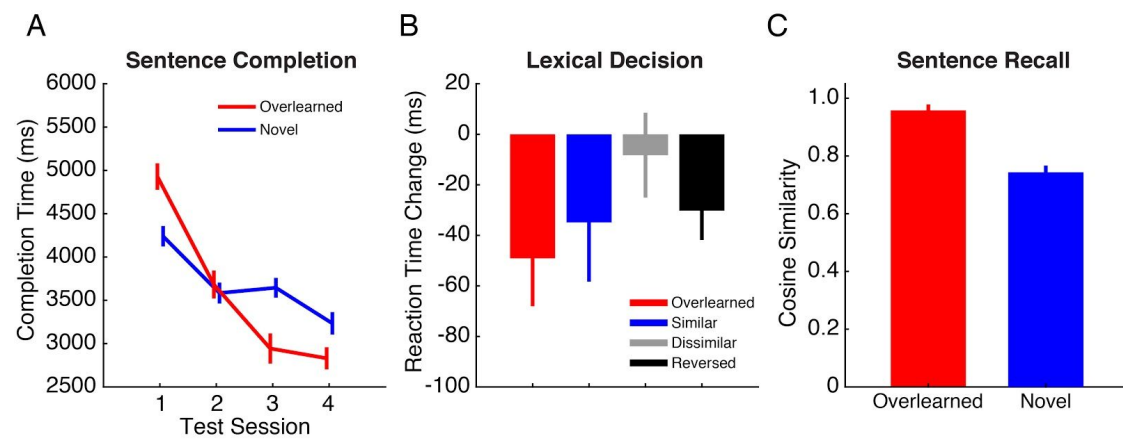 A
Sentence Completion
Completion Time (ms)
6000
5500
5000
4500
4000
3500
3000
2500
Overlearned
Novel
1 2 3 4
Test Session
B
Lexical Decision
Reaction Time Change (ms)
20
0
-20
-40
-60
-80
-100
Overlearned
Similar
Dissimilar
Reversed
C
Sentence Recall
Cosine Similarity
1.0
0.8
0.6
0.4
0.2
0
Overlearned Novel